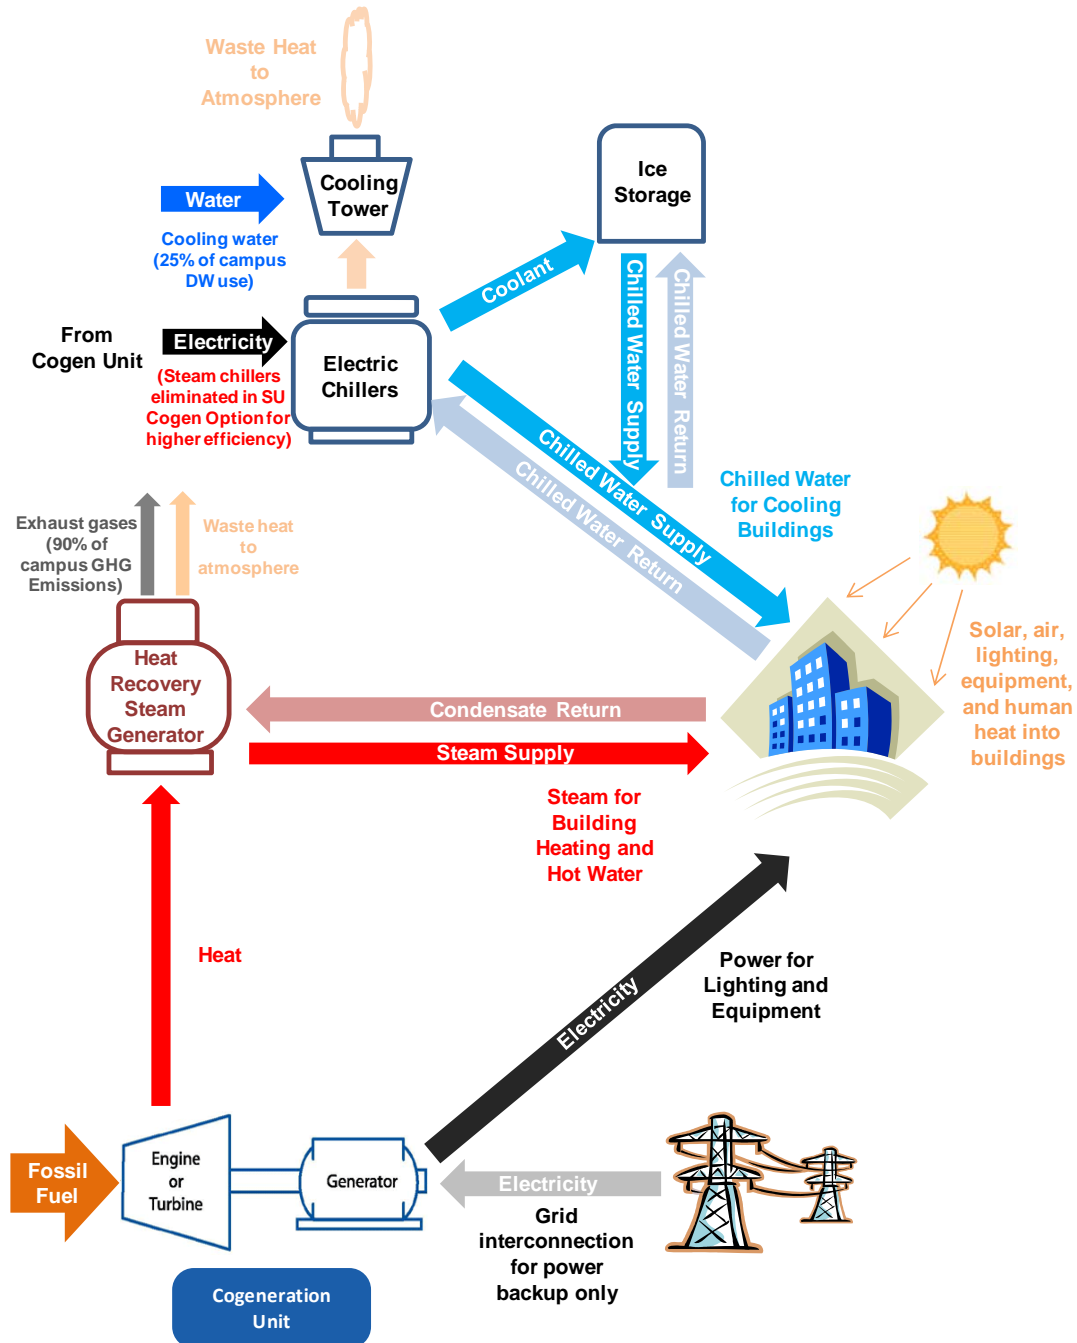 Waste Heat
to
Atmosphere
Cooling
Tower
Ice
Storage
Water
Cooling water
(25% of campus
DW use)
Coolant
Chilled Water Supply
Chilled Water Return
From
Cogen Unit
Electricity
(Steam chillers
eliminated in SU
Cogen Option for
higher efficiency)
Electric
Chillers
Chilled Water Supply
Chilled Water Return
Chilled Water
for Cooling
Buildings
Exhaust gases
(90% of
campus GHG
Emissions)
Waste heat
to
atmosphere
Heat
Recovery
Steam
Generator
Solar, air,
lighting,
equipment,
and human
heat into
buildings
Condensate Return
Steam Supply
Steam for
Building
Heating and
Hot Water
Heat
Electricity
Power for
Lighting and
Equipment
Fossil
Fuel
Engine
or
Turbine
Generator
Electricity
Grid
interconnection
for power
backup only
Cogeneration
Unit